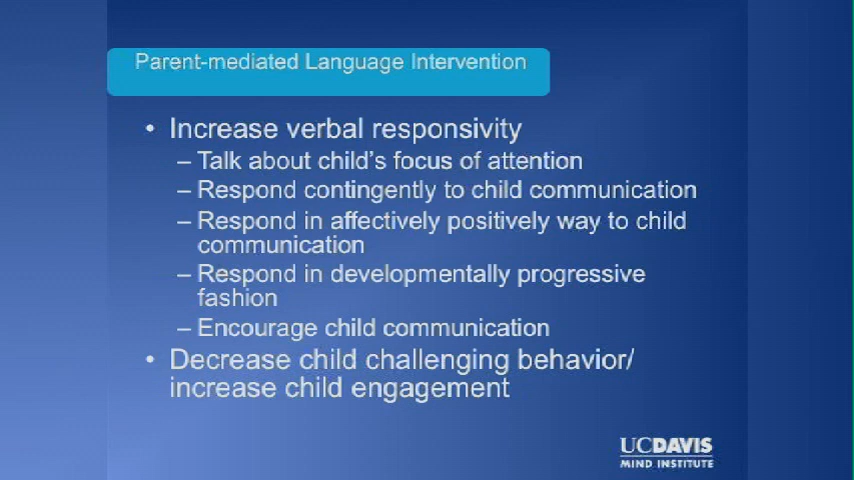 Parent-mediated Language Intervention
• Increase verbal responsivity
– Talk about child's focus of attention
– Respond contingently to child communication
– Respond in affectively positively way to child
communication
– Respond in developmentally progressive
fashion
– Encourage child communication
• Decrease child challenging behavior/
increase child engagement
UCDAVIS
MIND INSTITUTE